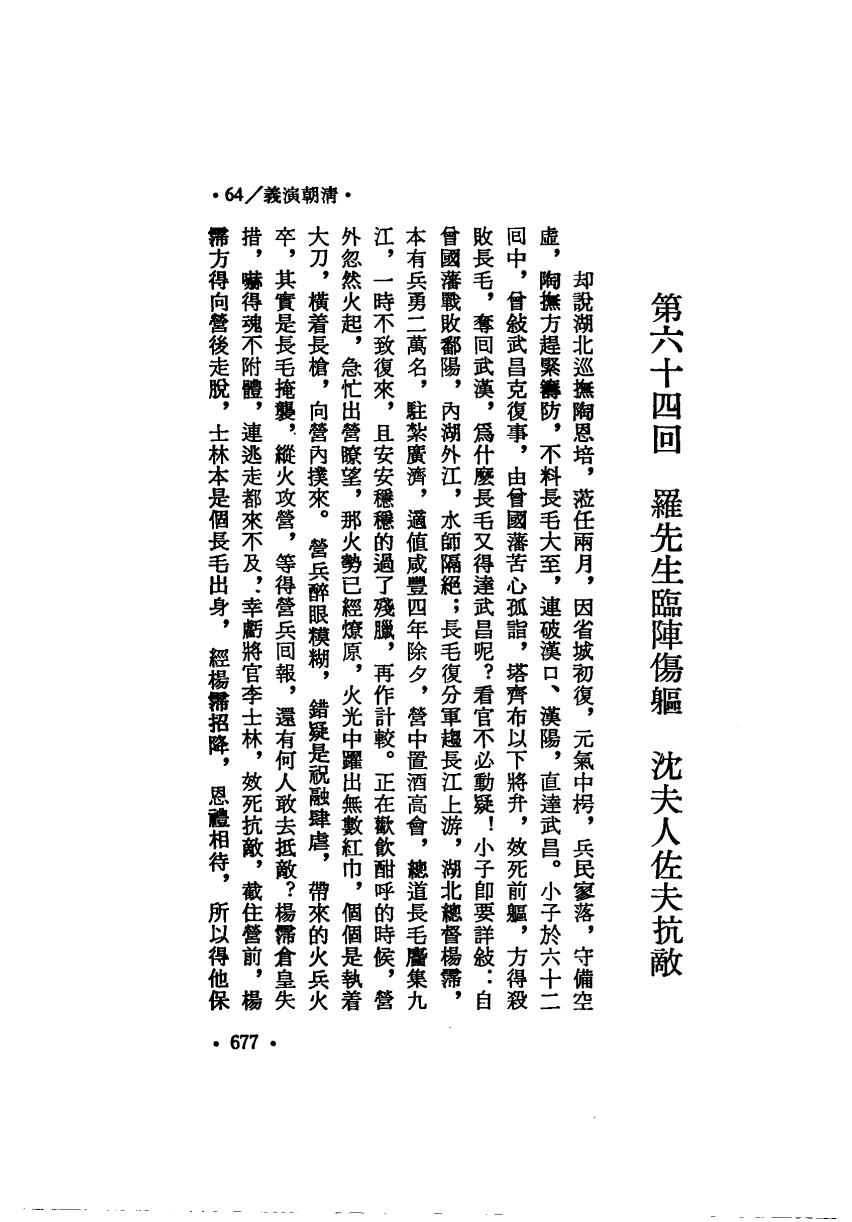 ·64／義演朝淸·
第六十四回　羅先生臨陣傷軀　沈夫人佐夫抗敵
却說湖北巡撫陶恩培，蒞任兩月，因省城初復，元氣中枵，兵民寥落，守備空
虛，陶撫方趕緊籌防，不料長毛大至，連破漢口、漢陽，直達武昌。小子於六十二
囘中，曾敍武昌克復事，由曾國藩苦心孤詣，塔齊布以下將弁，效死前驅，方得殺
敗長毛，奪囘武漢，爲什麼長毛又得達武昌呢？看官不必動疑！小子卽要詳敍：自
曾國藩戰敗鄱陽，內湖外江，水師隔絕；長毛復分軍趨長江上游，湖北總督楊霈，
本有兵勇二萬名，駐紮廣濟，適值咸豐四年除夕，營中置酒高會，總道長毛麕集九
江，一時不致復來，且安安穩穩的過了殘臘，再作計較。正在歡飲酣呼的時候，營
外忽然火起，急忙出營瞭望，那火勢已經燎原，火光中躍出無數紅巾，個個是執着
大刀，橫着長槍，向營內撲來。營兵醉眼糢糊，錯疑是祝融肆虐，帶來的火兵火
卒，其實是長毛掩襲，縱火攻營，等得營兵囘報，還有何人敢去抵敵？楊霈倉皇失
措，嚇得魂不附體，連逃走都來不及，幸虧將官李士林，效死抗敵，截住營前，楊
霈方得向營後走脫，士林本是個長毛出身，經楊霈招降，恩禮相待，所以得他保
·677·